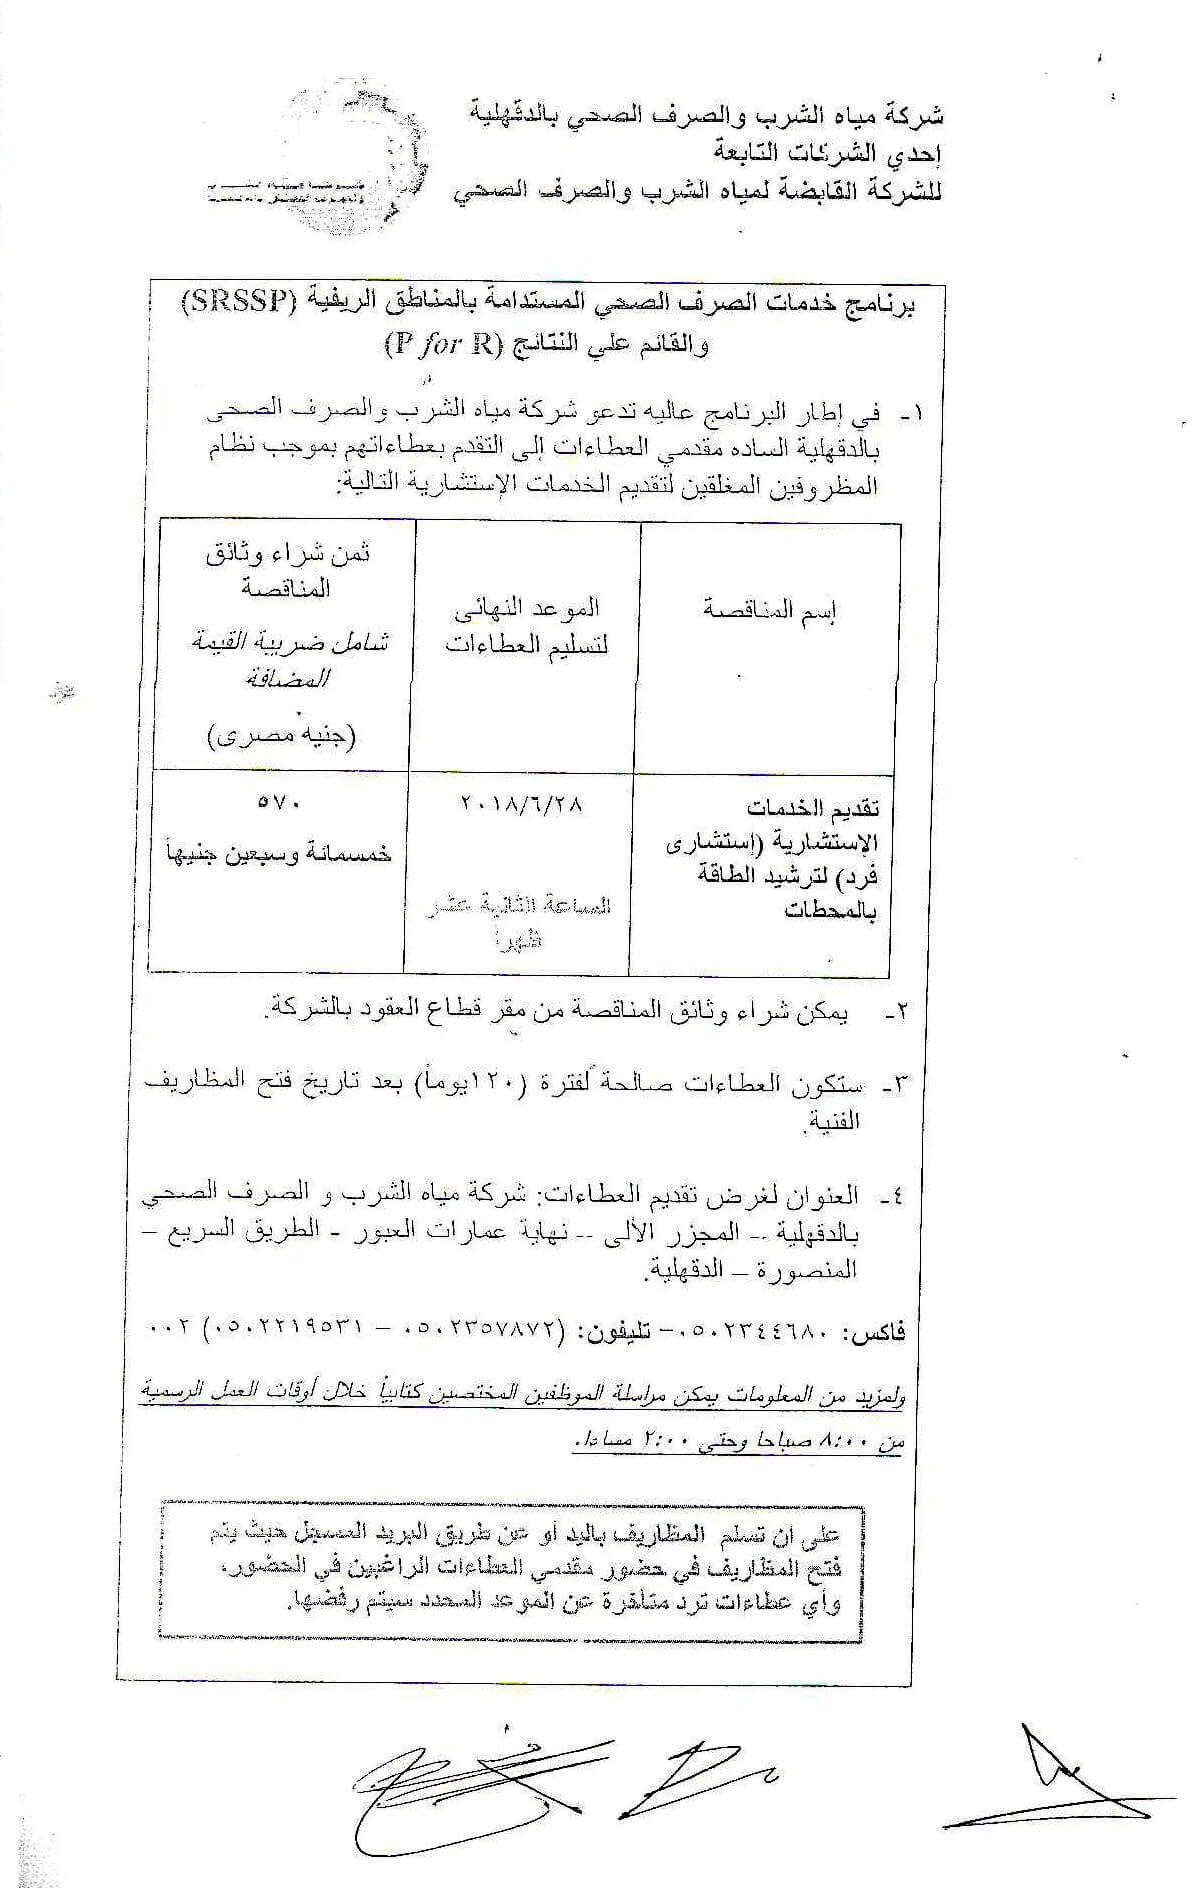 شركة مياه الشرب والصرف الصحي بالدقهلية
إحدي الشركات التابعة
للشركة القابضة لمياه الشرب والصرف الصحي
برنامج خدمات الصرف الصحي المستدامة بالمناطق الريفية (SRSSP)
والقائم علي النتائج (P for R)
١- في إطار البرنامج عاليه تدعو شركة مياه الشرب والصرف الصحى
بالدقهلية الساده مقدمي العطاءات إلى التقدم بعطاءاتهم بموجب نظام
المظروفين المغلقين لتقديم الخدمات الإستشارية التالية:
إسم المناقصة
الموعد النهائى
لتسليم العطاءات
ثمن شراء وثائق
المناقصة
شامل ضريبة القيمة
المضافة
(جنيه مصرى)
تقديم الخدمات
الإستشارية (إستشارى
فرد) لترشيد الطاقة
بالمحطات
٢٠١٨/٦/٢٨
الساعة الثانية عشر
ظهراً
٥٧٠
خمسمائة وسبعين جنيهاً
٢- يمكن شراء وثائق المناقصة من مقر قطاع العقود بالشركة.
٣- ستكون العطاءات صالحة لفترة (١٢٠يوماً) بعد تاريخ فتح المظاريف
الفنية.
٤- العنوان لغرض تقديم العطاءات: شركة مياه الشرب و الصرف الصحي
بالدقهلية – المجزر الألى – نهاية عمارات العبور - الطريق السريع –
المنصورة – الدقهلية.
فاكس: ٠٥٠٢٣٤٤٦٨٠- تليفون: (٠٥٠٢٣٥٧٨٧٢ – ٠٥٠٢٢١٩٥٣١) ٠٠٢
ولمزيد من المعلومات يمكن مراسلة الموظفين المختصين كتابياً خلال أوقات العمل الرسمية
من ٨:٠٠ صباحا وحتى ٢:٠٠ مساءا.
على ان تسلم المظاريف باليد أو عن طريق البريد المسجل حيث يتم
فتح المظاريف في حضور مقدمي العطاءات الراغبين في الحضور،
وأي عطاءات ترد متأخرة عن الموعد المحدد سيتم رفضها.